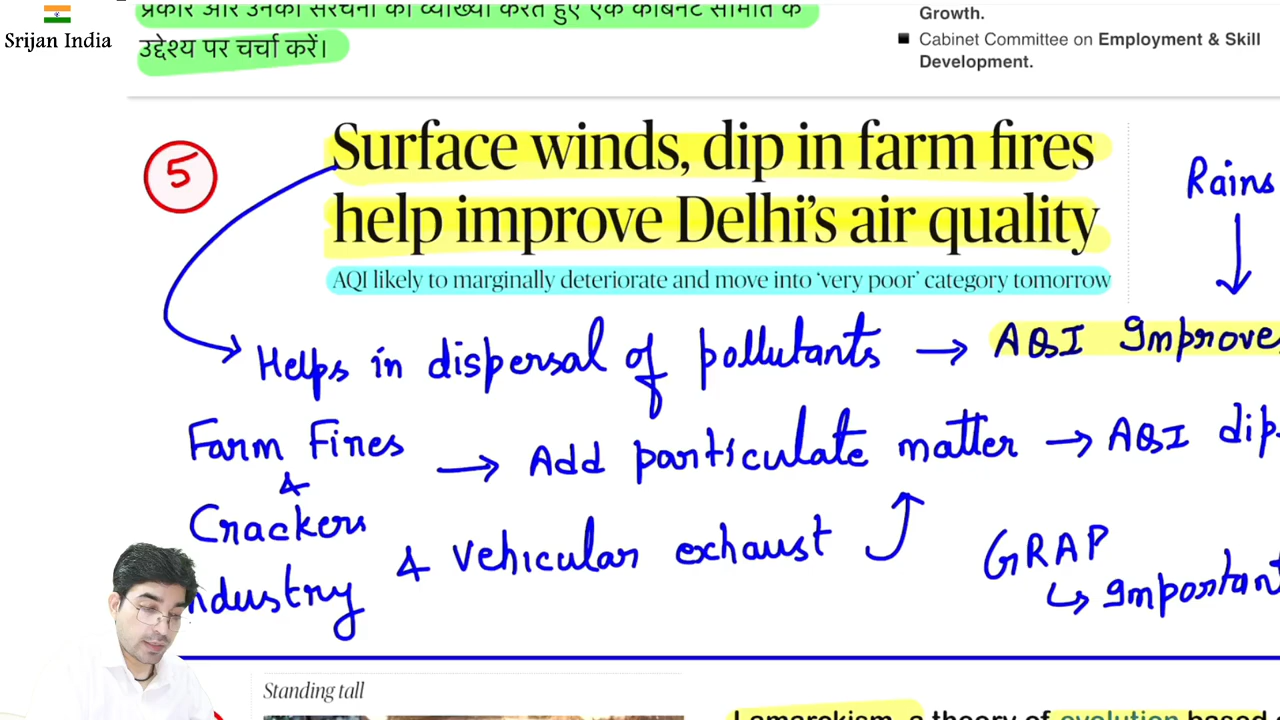 Srijan India
प्रकार और उनकी संरचना की व्याख्या करते हुए एक कैबिनेट समिति के
उद्देश्य पर चर्चा करें।
Growth.
Cabinet Committee on Employment & Skill
Development.
5
Surface winds, dip in farm fires
help improve Delhi's air quality
AQI likely to marginally deteriorate and move into 'very poor' category tomorrow
Rains
Helps in dispersal of pollutants → AQI Improve
Farm Fires
&
Crackers
→ Add particulate matter → AQI dip
Industry & vehicular exhaust
GRAP
↳ Important
Standing tall
Lamarckism, a theory of evolution based